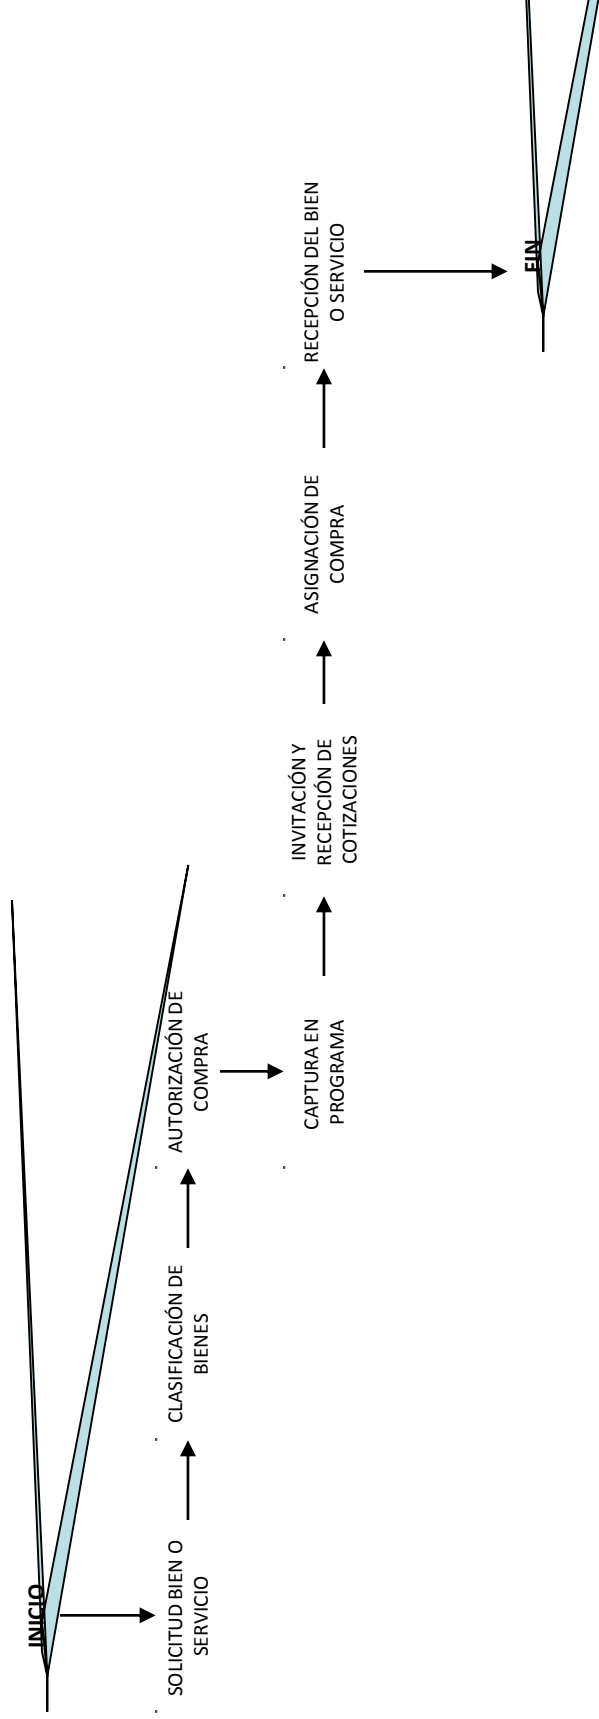 INICIO
SOLICITUD BIEN O
SERVICIO
CLASIFICACIÓN DE
BIENES
AUTORIZACIÓN DE
COMPRA
CAPTURA EN
PROGRAMA
INVITACIÓN Y
RECEPCIÓN DE
COTIZACIONES
ASIGNACIÓN DE
COMPRA
RECEPCIÓN DEL BIEN
O SERVICIO
FIN